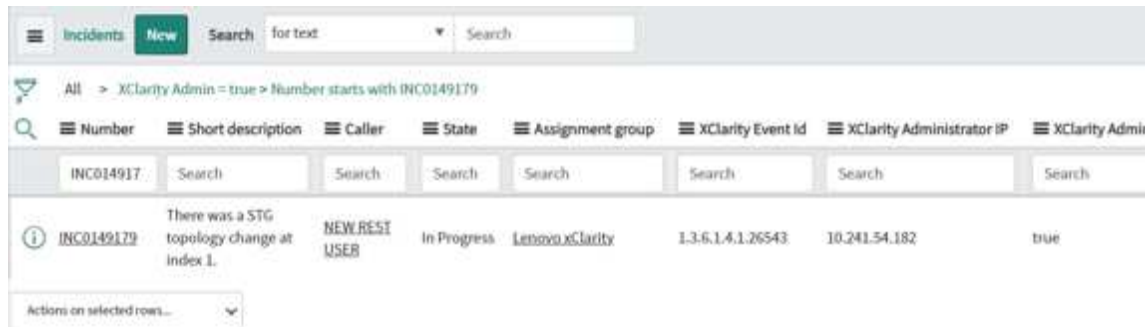 Incidents New Search for text Search
All > XClarity Admin = true > Number starts with INC0149179
Number Short description Caller State Assignment group XClarity Event Id XClarity Administrator IP XClarity Admi
INC014917 Search Search Search Search Search Search Search
There was a STG
topology change at
index 1.
INC0149179 NEW REST
USER In Progress Lenovo xClarity 1.3.6.1.4.1.26543 10.241.54.182 true
Actions on selected rows...